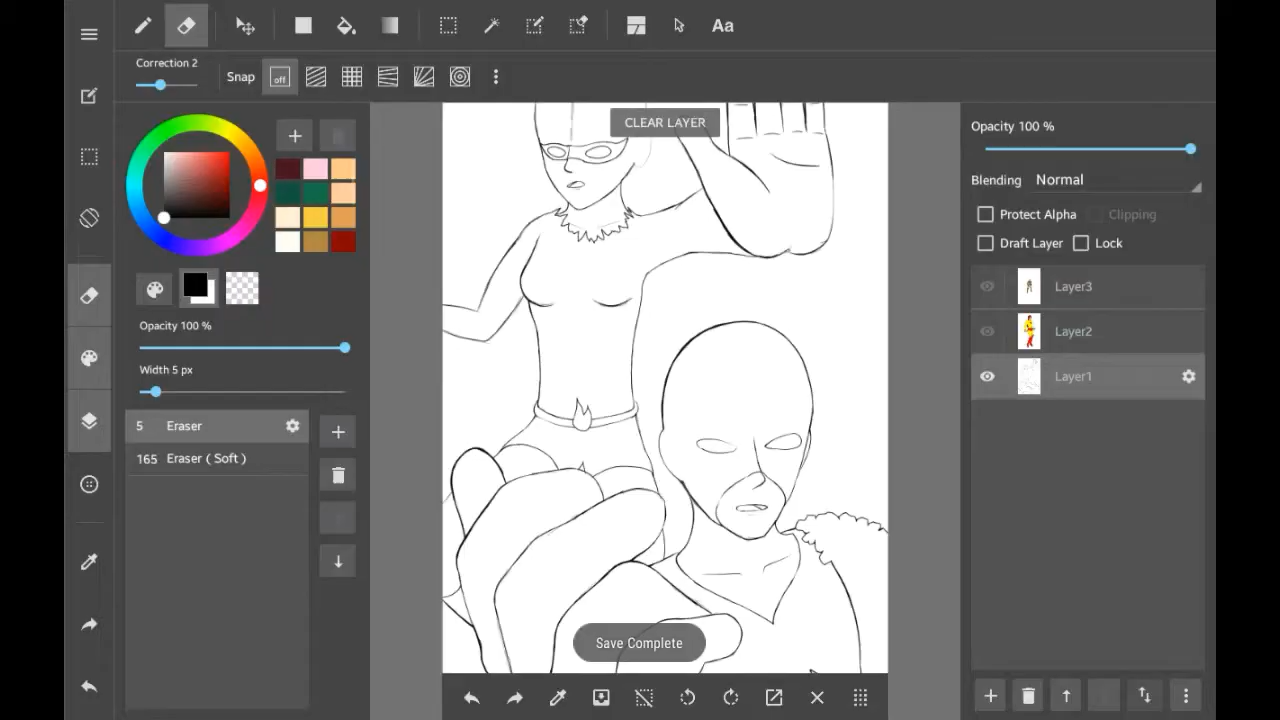 Aa
Correction 2
Snap
off
CLEAR LAYER
Opacity 100 %
Blending Normal
Protect Alpha
Clipping
Draft Layer
Lock
Layer3
Layer2
Layer1
Opacity 100 %
Width 5 px
5 Eraser
165 Eraser ( Soft )
Save Complete